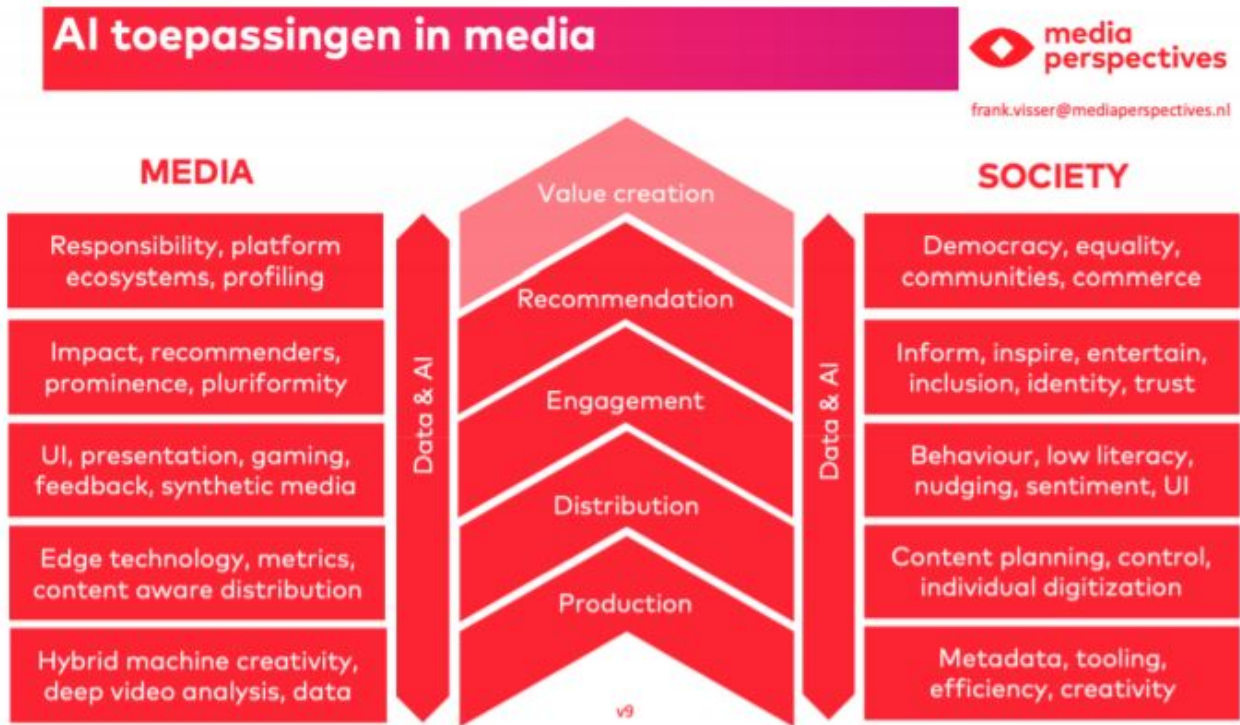 AI toepassingen in media
media
perspectives
frank.visser@mediaperspectives.nl
MEDIA
Responsibility, platform
ecosystems, profiling
Impact, recommenders,
prominence, pluriformity
UI, presentation, gaming,
feedback, synthetic media
Edge technology, metrics,
content aware distribution
Hybrid machine creativity,
deep video analysis, data
Data & AI
Value creation
Recommendation
Engagement
Distribution
Production
v9
Data & AI
SOCIETY
Democracy, equality,
communities, commerce
Inform, inspire, entertain,
inclusion, identity, trust
Behaviour, low literacy,
nudging, sentiment, UI
Content planning, control,
individual digitization
Metadata, tooling,
efficiency, creativity